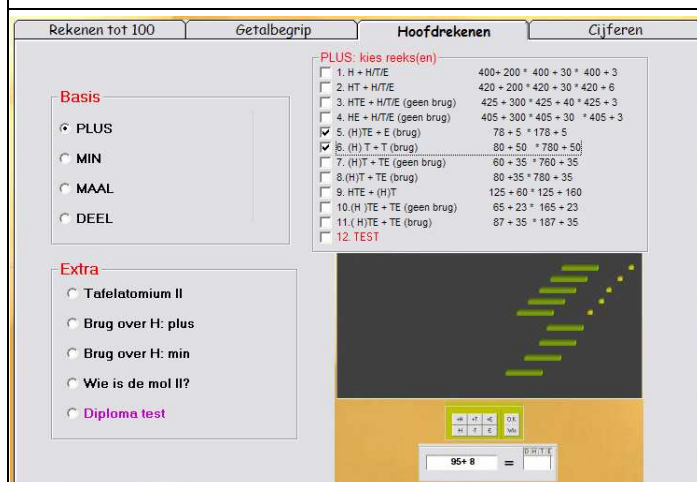 Rekenen tot 100 Getalbegrip Hoofdrekenen Cijferen
Basis
PLUS
MIN
MAAL
DEEL
PLUS: kies reeks(en)
1. H + H/T/E 400+ 200 * 400 + 30 * 400 + 3
2. HT + H/T/E 420 + 200 * 420 + 30 * 420 + 6
3. HTE + H/T/E (geen brug) 425 + 300 * 425 + 40 * 425 + 3
4. HE + H/T/E (geen brug) 405 + 300 * 405 + 30 * 405 + 3
5. (H)TE + E (brug) 78 + 5 * 178 + 5
6. (H) T + T (brug) 80 + 50 * 780 + 50
7. (H)T + TE (geen brug) 60 + 35 * 760 + 35
8.(H)T + TE (brug) 80 +35 * 780 + 35
9. HTE + (H)T 125 + 60 * 125 + 160
10.(H )TE + TE (geen brug) 65 + 23 * 165 + 23
11.( H)TE + TE (brug) 87 + 35 * 187 + 35
12. TEST
Extra
Tafelatomium II
Brug over H: plus
Brug over H: min
Wie is de mol II?
Diploma test
+H +T +E O.K
-H -T -E Wis
D H T E
95+ 8 =